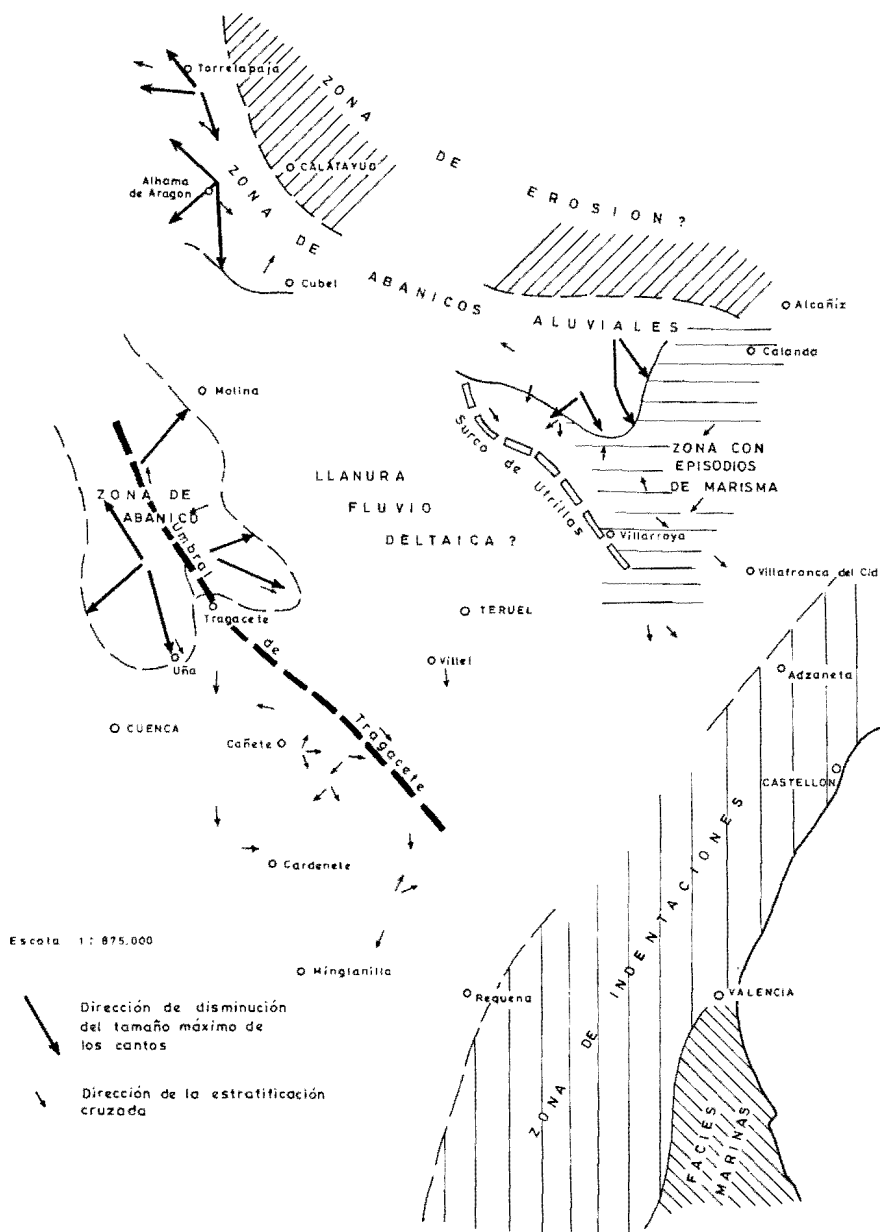 Torrelapaja
ZONA DE EROSION?
CALATAYUD
Alhama
de Aragon
ZONA DE ABANICOS ALUVIALES
Cubel
Alcañiz
Calanda
Molina
Surco de Utrillas
ZONA CON
EPISODIOS
DE MARISMA
LLANURA
FLUVIO
DELTAICA?
ZONA DE
ABANICO
Umbral de Tragacete
Villarroya
Villafranca del Cid
Tragacete
TERUEL
Uña
Villel
Adzaneta
CUENCA
Cañete
CASTELLON
Cardenete
ZONA DE INDENTACIONES
Escala 1:875.000
Minglanilla
Requena
VALENCIA
Dirección de disminución
del tamaño máximo de
los cantos
Dirección de la estratificación
cruzada
FACIES
MARINAS